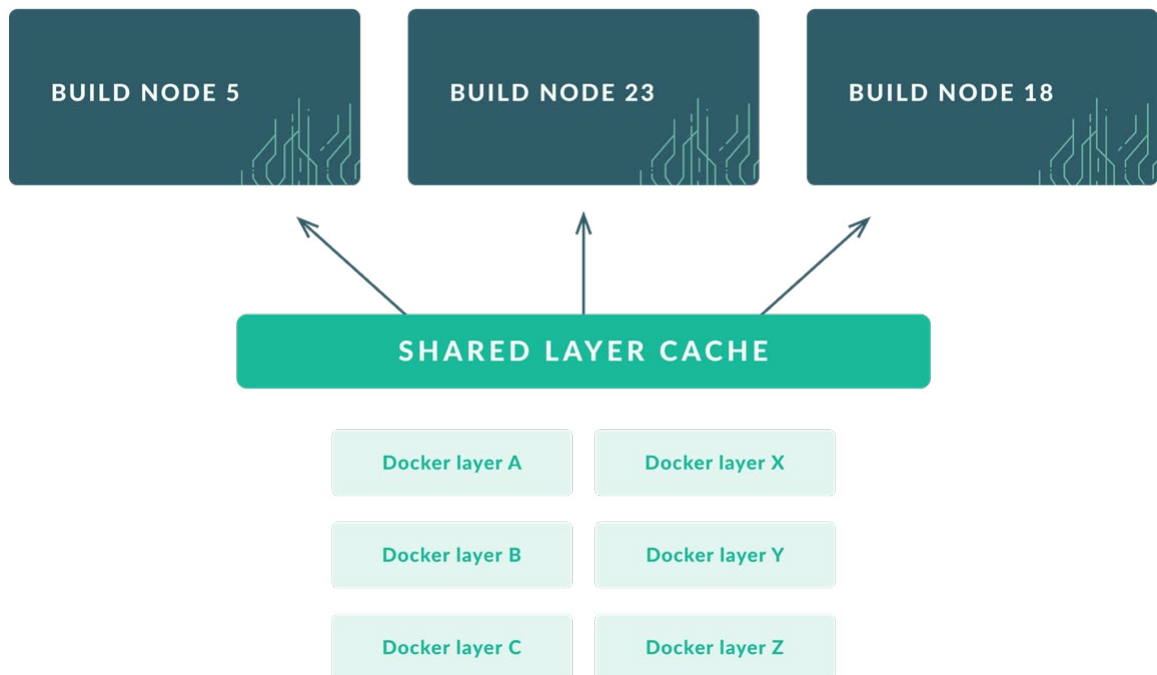 BUILD NODE 5
BUILD NODE 23
BUILD NODE 18
SHARED LAYER CACHE
Docker layer A
Docker layer X
Docker layer B
Docker layer Y
Docker layer C
Docker layer Z